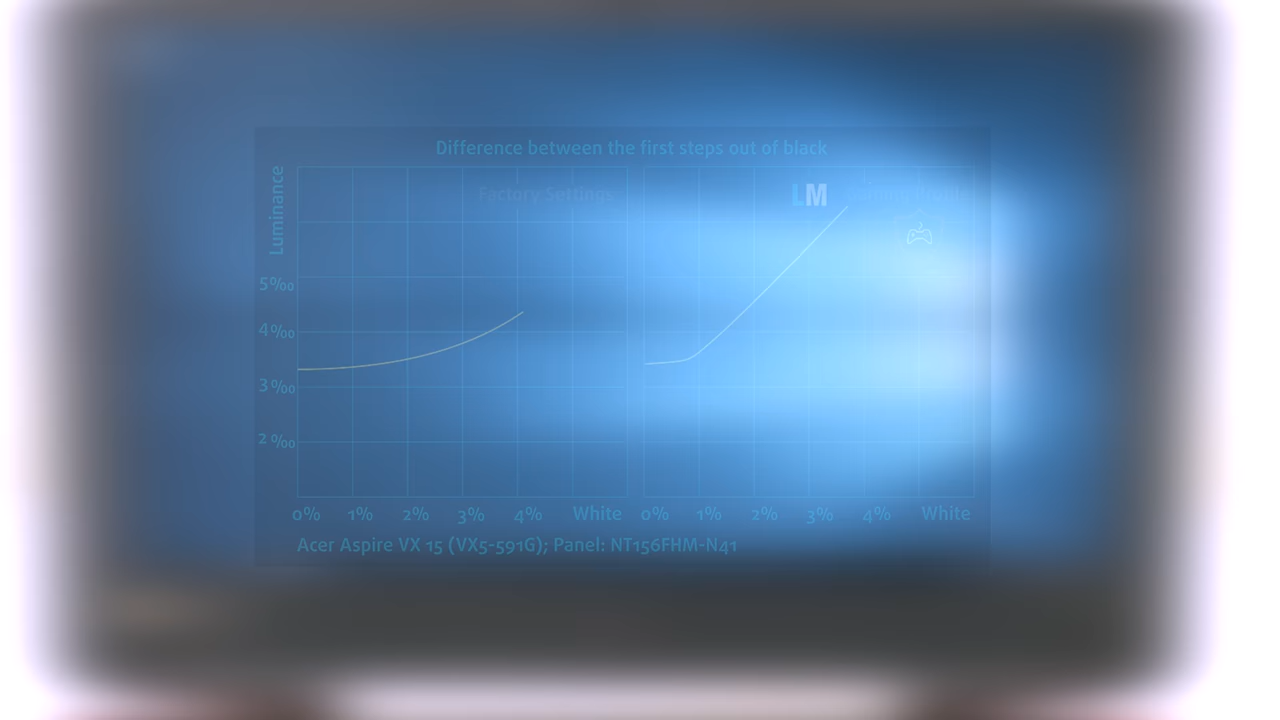 Difference between the first steps out of black
Luminance
Factory Settings
LM
5‰
4‰
3‰
2‰
0% 1% 2% 3% 4% White
0% 1% 2% 3% 4% White
Acer Aspire VX 15 (VX5-591G); Panel: NT156FHM-N41